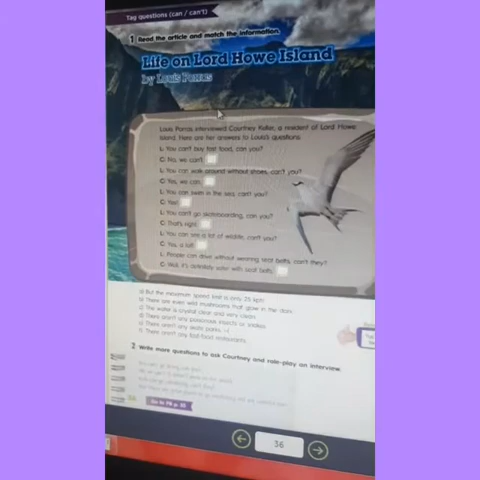 Tag questions (can / can't)
1 Read the article and match the information.
Life on Lord Howe Island
by Louis Porras
Louis Porras interviewed Courtney Keller, a resident of Lord Howe
Island. Here are her answers to Louis's questions.
L: You can't buy fast food, can you?
C: No, we can't.
L: You can walk around without shoes, can't you?
C: Yes, we can.
L: You can swim in the sea, can't you?
C: Yes!
L: You can't go skateboarding, can you?
C: That's right.
L: You can see a lot of wildlife, can't you?
C: Yes, a lot!
L: People can drive without wearing seat belts, can't they?
C: Well, it's definitely safer with seat belts.
a) But the maximum speed limit is only 25 kph.
b) There are even wild mushrooms that glow in the dark.
c) The water is crystal clear and very clean.
d) There aren't any poisonous insects or snakes.
e) There aren't any skate parks.
f) There aren't any fast-food restaurants.
2 Write more questions to ask Courtney and role-play an interview.
Go to PB p. 45
36